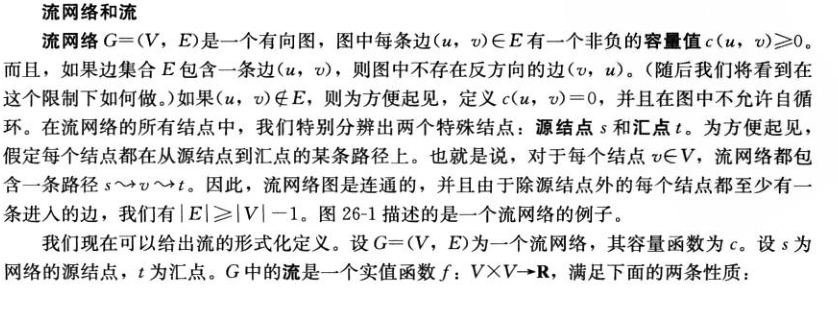 流网络和流
流网络 G=(V, E)是一个有向图，图中每条边(u, v)∈E 有一个非负的容量值 c(u, v)⩾0。
而且，如果边集合 E 包含一条边(u, v)，则图中不存在反方向的边(v, u)。(随后我们将看到在
这个限制下如何做。)如果(u, v)∉E，则为方便起见，定义 c(u, v)=0，并且在图中不允许自循
环。在流网络的所有结点中，我们特别分辨出两个特殊结点：源结点 s 和汇点 t。为方便起见，
假定每个结点都在从源结点到汇点的某条路径上。也就是说，对于每个结点 v∈V，流网络都包
含一条路径 s⤳v⤳t。因此，流网络图是连通的，并且由于除源结点外的每个结点都至少有一
条进入的边，我们有|E|⩾|V|−1。图 26-1 描述的是一个流网络的例子。
我们现在可以给出流的形式化定义。设 G=(V, E)为一个流网络，其容量函数为 c。设 s 为
网络的源结点，t 为汇点。G 中的流是一个实值函数 f：V×V→R，满足下面的两条性质：